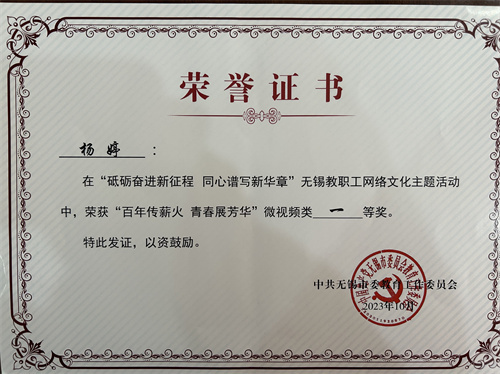 荣誉证书
杨婷：
在“砥砺奋进新征程 同心谱写新华章”无锡教职工网络文化主题活动
中，荣获“百年传薪火 青春展芳华”微视频类一等奖。
特此发证，以资鼓励。
中共无锡市委教育工作委员会
2023年10月